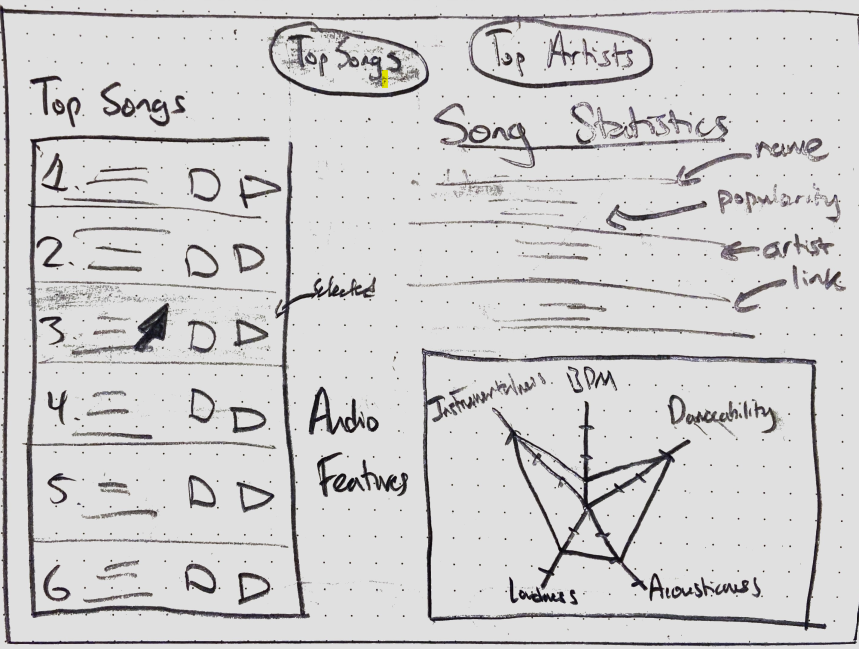 Top Songs
Top Artists
Top Songs
Song Statistics
name
popularity
artist
link
1.
2.
selected
3
4.
5.
6
Audio
Features
Instrumentalness
BPM
Danceability
Loudness
Acousticness